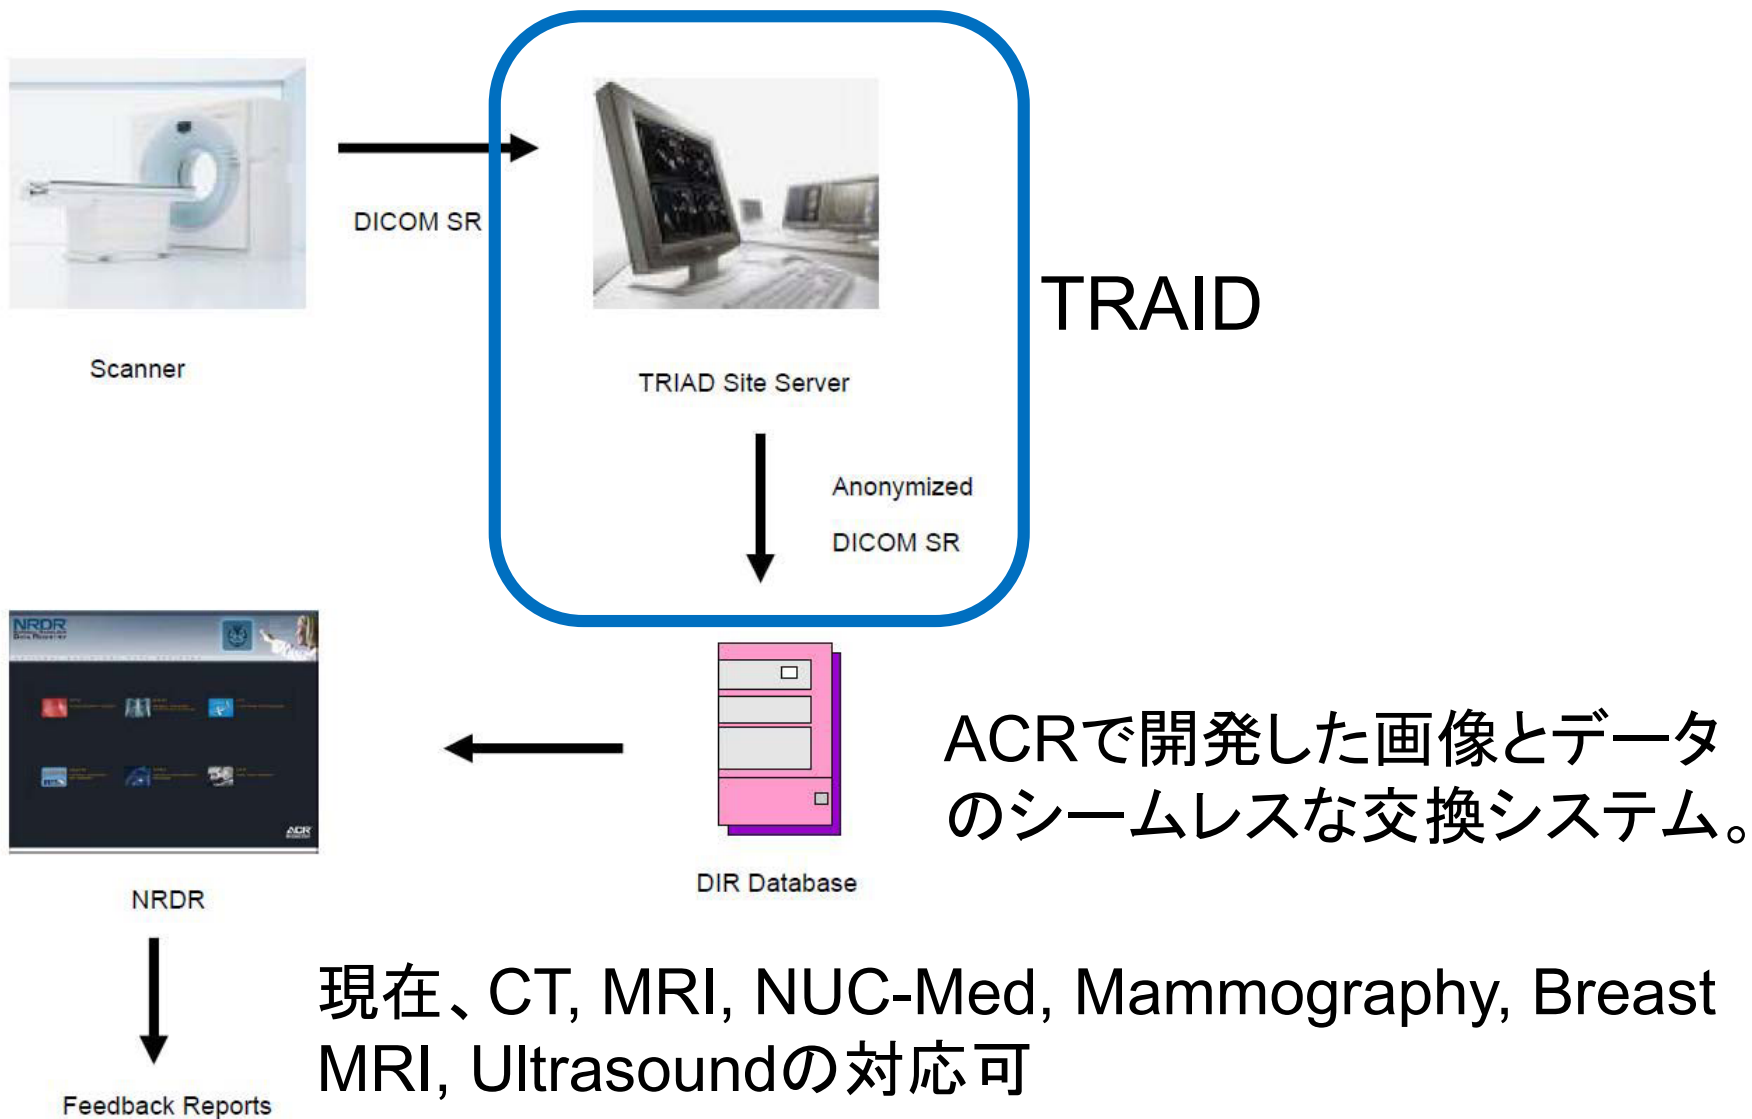 DICOM SR
TRAID
Scanner
TRIAD Site Server
Anonymized
DICOM SR
NRDR
ACR
ACRで開発した画像とデータ
のシームレスな交換システム。
DIR Database
NRDR
現在、CT, MRI, NUC-Med, Mammography, Breast
MRI, Ultrasoundの対応可
Feedback Reports